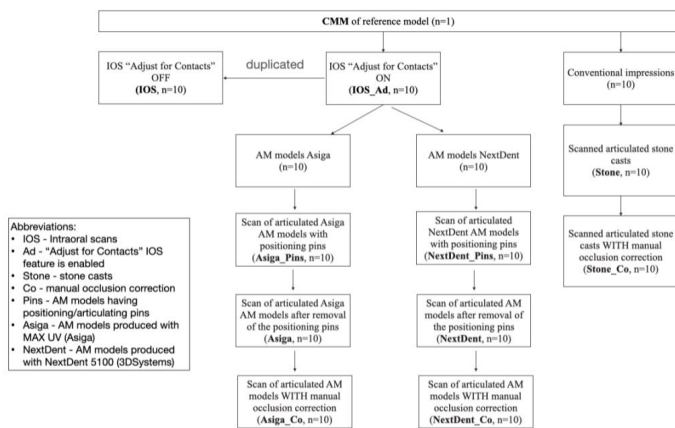 CMM of reference model (n=1)
IOS “Adjust for Contacts”
OFF
(IOS, n=10)
duplicated
IOS “Adjust for Contacts”
ON
(IOS_Ad, n=10)
Conventional impressions
(n=10)
AM models Asiga
(n=10)
AM models NextDent
(n=10)
Scanned articulated stone
casts
(Stone, n=10)
Scan of articulated Asiga
AM models with
positioning pins
(Asiga_Pins, n=10)
Scan of articulated
NextDent AM models
with positioning pins
(NextDent_Pins, n=10)
Scanned articulated stone
casts WITH manual
occlusion correction
(Stone_Co, n=10)
Scan of articulated Asiga
AM models after removal
of the positioning pins
(Asiga, n=10)
Scan of articulated AM
models after removal of
the positioning pins
(NextDent, n=10)
Scan of articulated AM
models WITH manual
occlusion correction
(Asiga_Co, n=10)
Scan of articulated AM
models WITH manual
occlusion correction
(NextDent_Co, n=10)
Abbreviations:
• IOS - Intraoral scans
• Ad - “Adjust for Contacts” IOS
feature is enabled
• Stone - stone casts
• Co - manual occlusion correction
• Pins - AM models having
positioning/articulating pins
• Asiga - AM models produced with
MAX UV (Asiga)
• NextDent - AM models produced
with NextDent 5100 (3DSystems)